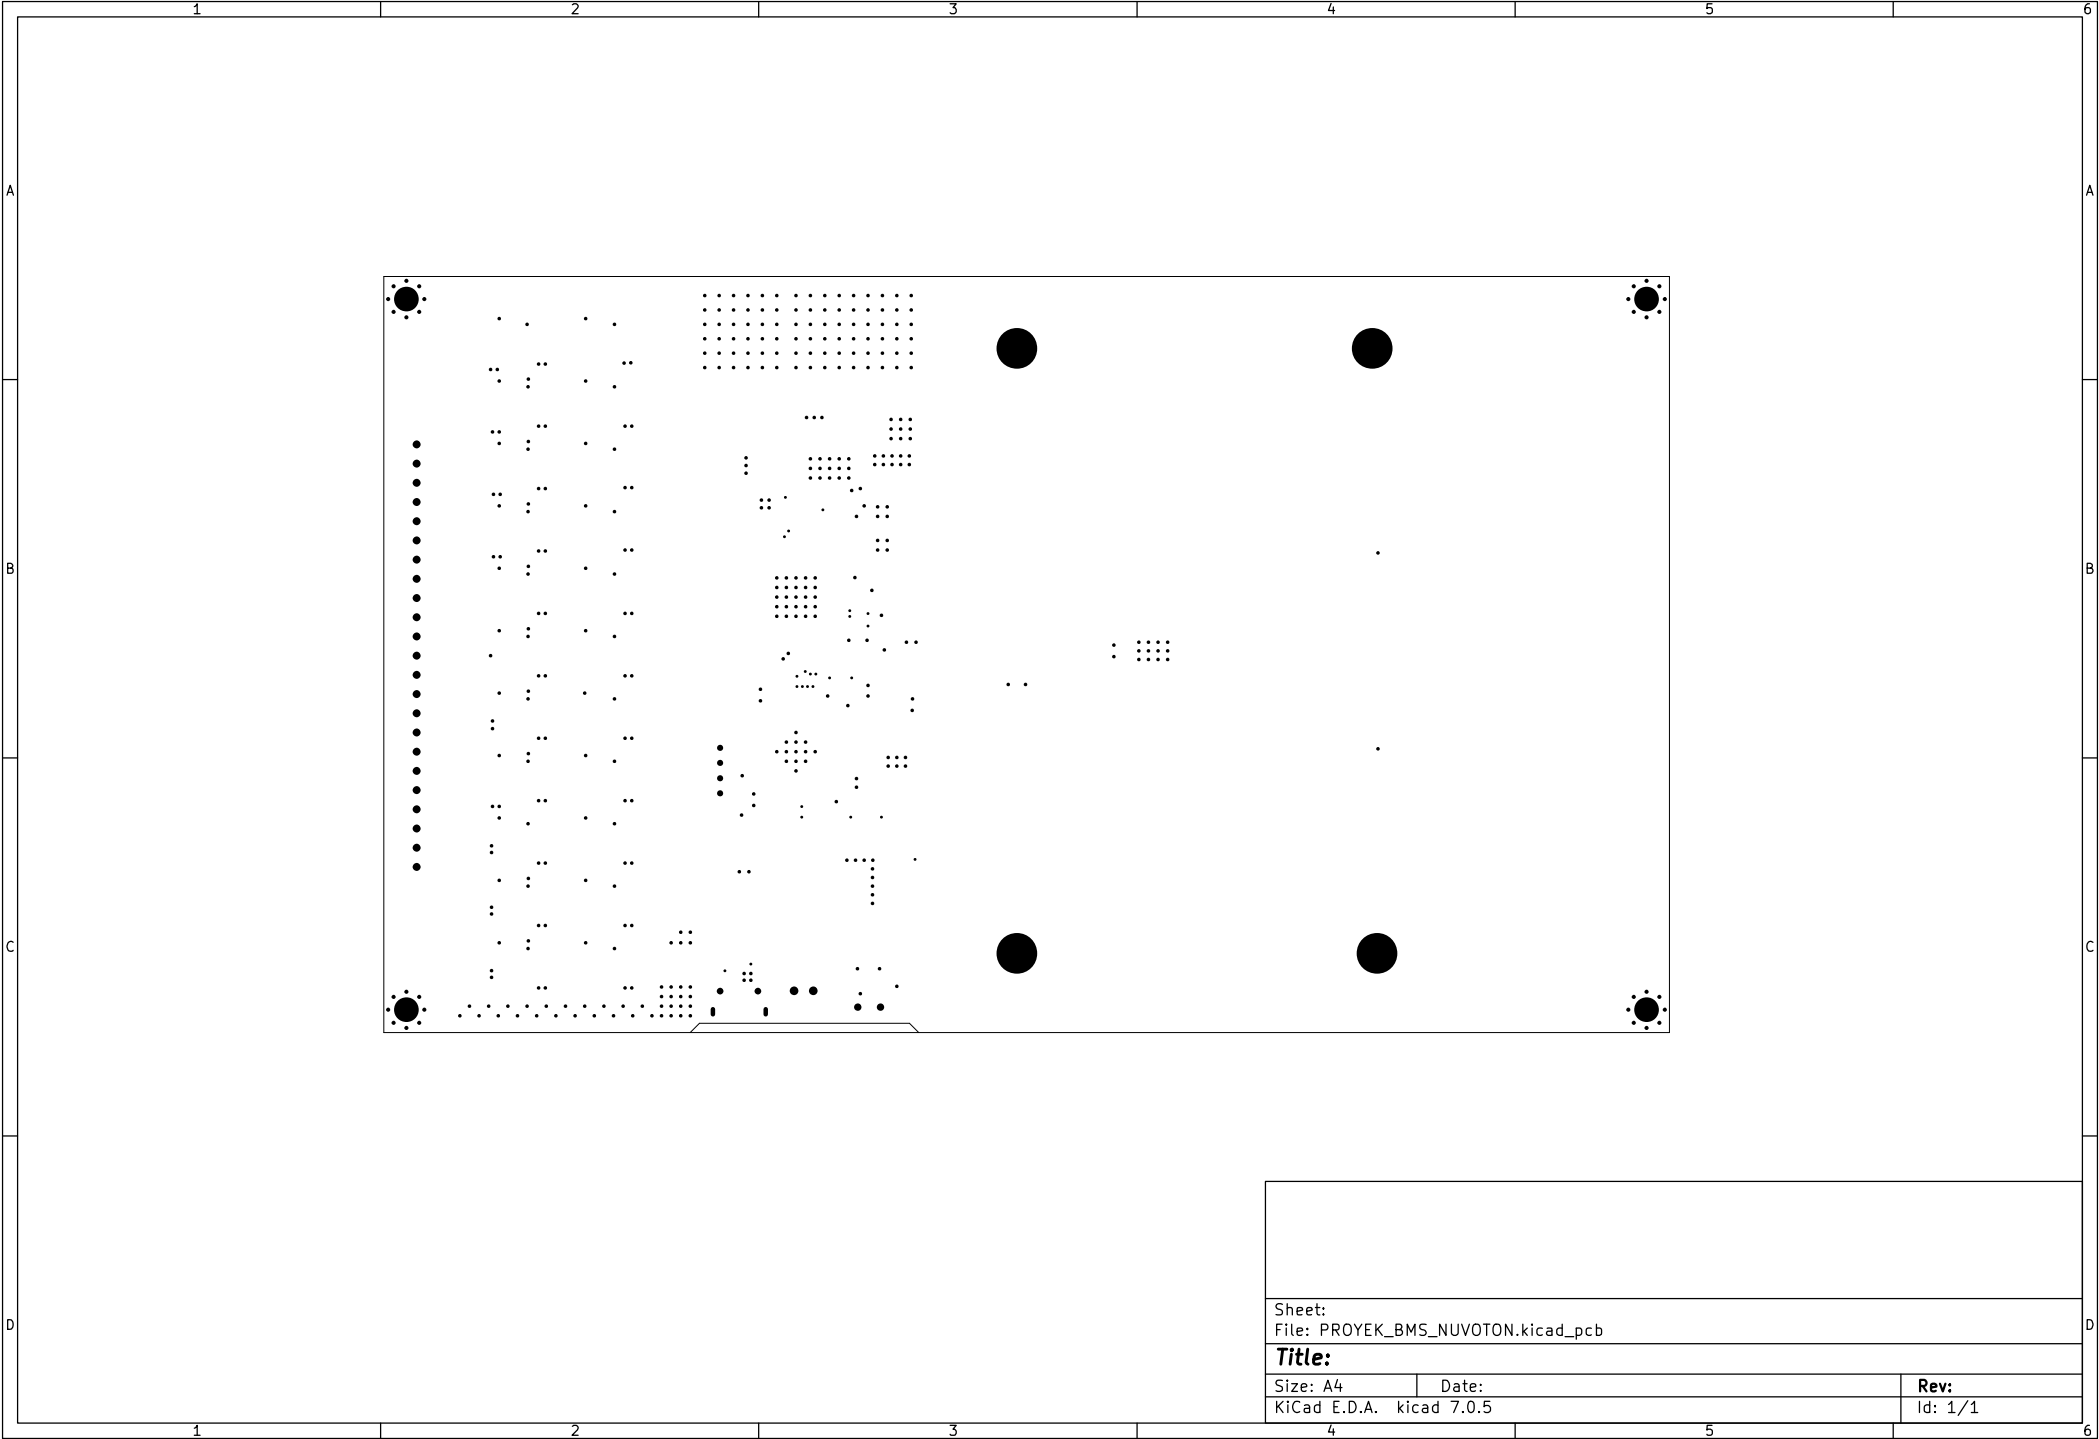 1 2 3 4 5 6
A A
B B
C C
Sheet:
File: PROYEK_BMS_NUVOTON.kicad_pcb
D D
Title:
Size: A4 Date: Rev:
KiCad E.D.A. kicad 7.0.5 Id: 1/1
1 2 3 4 5 6